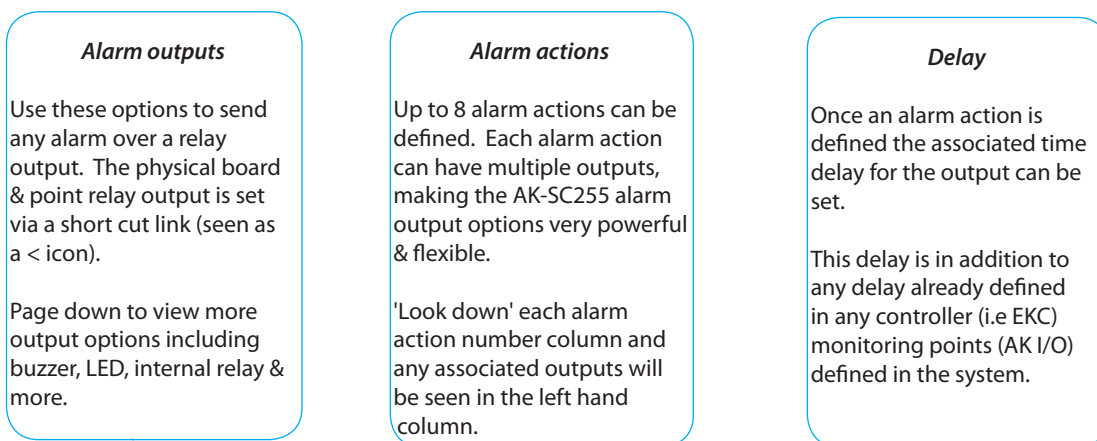 Alarm outputs
Use these options to send
any alarm over a relay
output. The physical board
& point relay output is set
via a short cut link (seen as
a < icon).
Page down to view more
output options including
buzzer, LED, internal relay &
more.
Alarm actions
Up to 8 alarm actions can be
defined. Each alarm action
can have multiple outputs,
making the AK-SC255 alarm
output options very powerful
& flexible.
'Look down' each alarm
action number column and
any associated outputs will
be seen in the left hand
column.
Delay
Once an alarm action is
defined the associated time
delay for the output can be
set.
This delay is in addition to
any delay already defined
in any controller (i.e EKC)
monitoring points (AK I/O)
defined in the system.